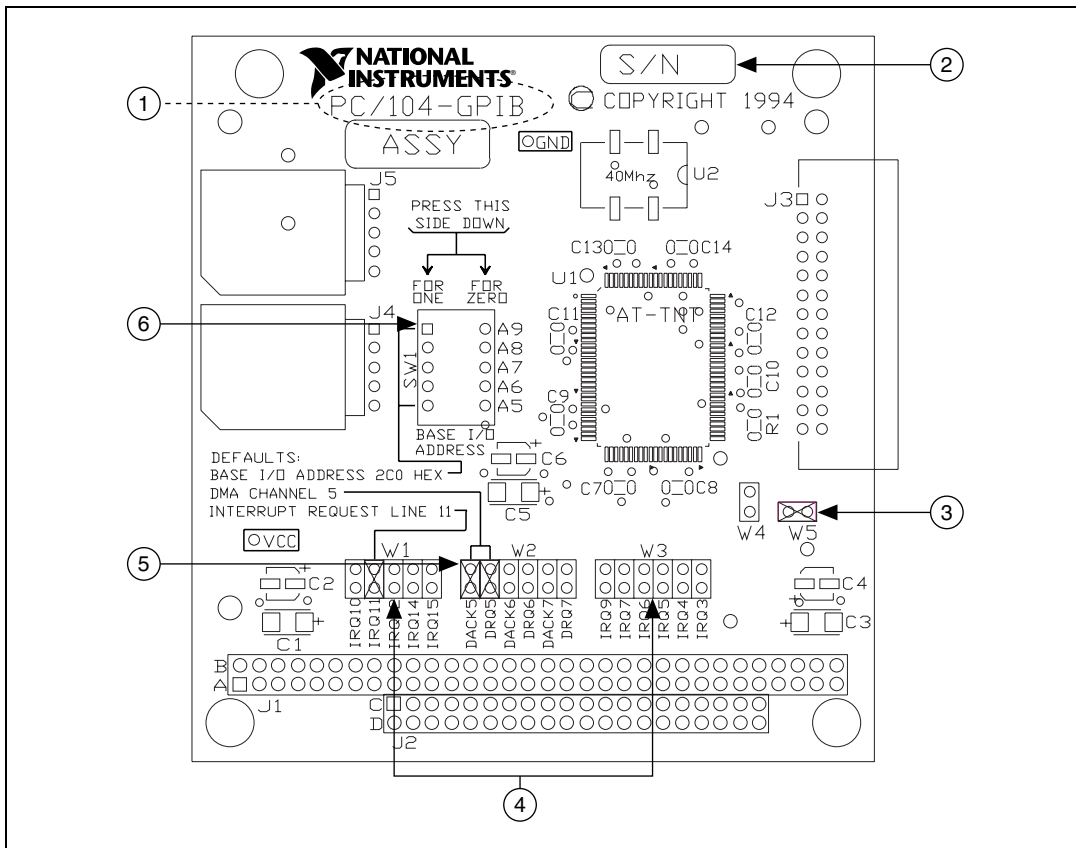 NATIONAL
INSTRUMENTS®
PC/104-GPIB
ASSY
S/N
COPYRIGHT 1994
1
2
GND
40Mhz
U2
J5
J3
PRESS THIS
SIDE DOWN
FOR ONE
FOR ZERO
C13
C14
U1
AT-TNT
6
J4
SW1
A9
A8
A7
A6
A5
C11
C12
C10
C9
R1
BASE I/O
ADDRESS
C6
C5
C7
C8
DEFAULTS:
BASE I/O ADDRESS 2C0 HEX
DMA CHANNEL 5
INTERRUPT REQUEST LINE 11
W4
W5
3
VCC
5
W1
W2
W3
C2
C4
C1
C3
IRQ10
IRQ11
IRQ14
IRQ15
DACK5
DRQ5
DACK6
DRQ6
DACK7
DRQ7
IRQ9
IRQ7
IRQ6
IRQ5
IRQ4
IRQ3
B
A
J1
C
D
J2
4